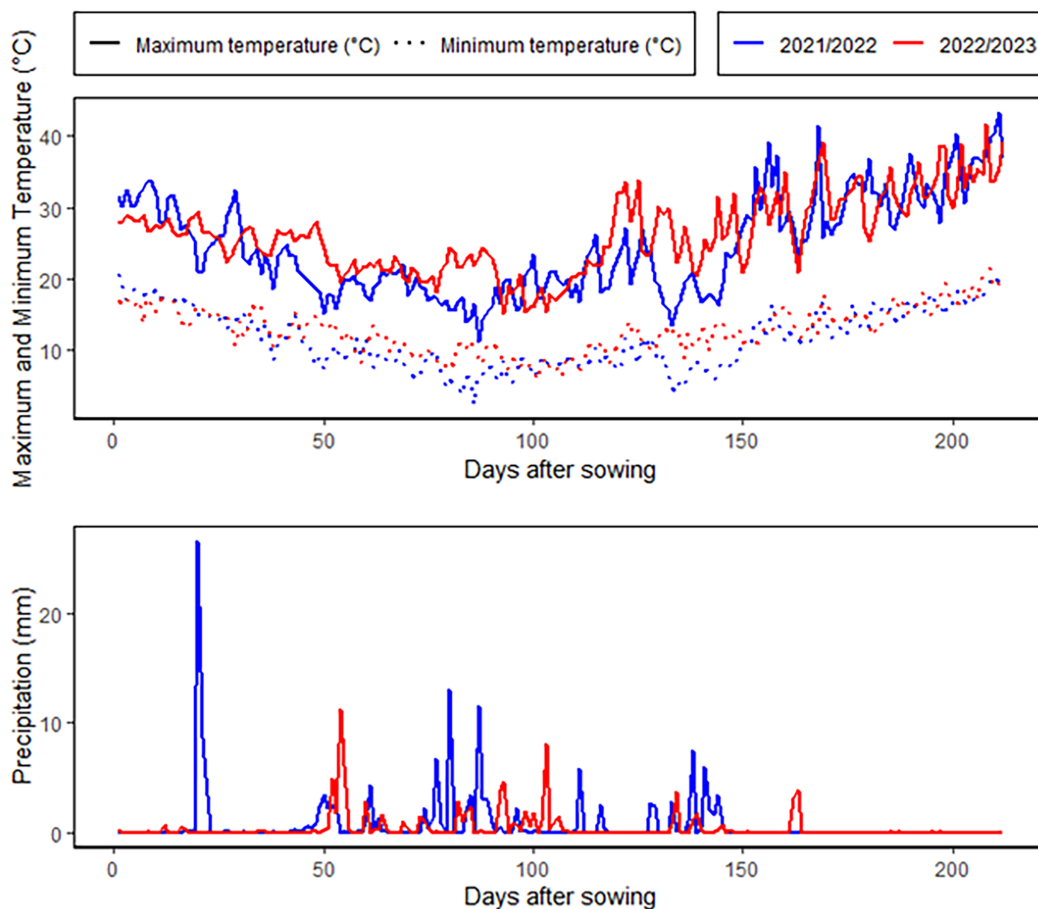 Maximum temperature (°C) Minimum temperature (°C) 2021/2022 2022/2023
Maximum and Minimum Temperature (°C)
40
30
20
10
0 50 100 150 200
Days after sowing
Precipitation (mm)
20
10
0
0 50 100 150 200
Days after sowing